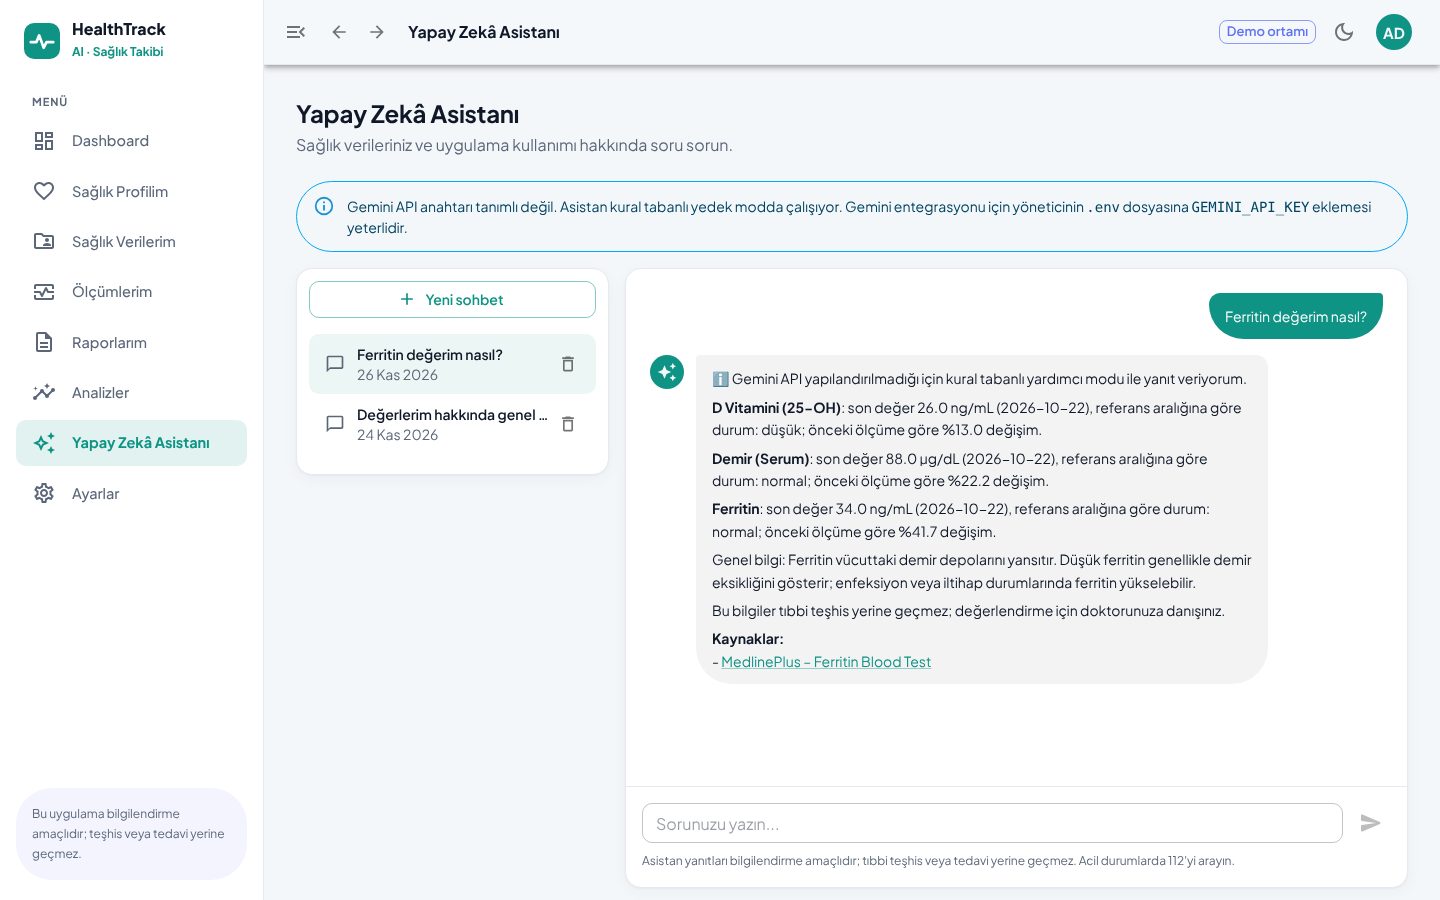 HealthTrack
AI · Sağlık Takibi
MENÜ
Dashboard
Sağlık Profilim
Sağlık Verilerim
Ölçümlerim
Raporlarım
Analizler
Yapay Zekâ Asistanı
Ayarlar
Bu uygulama bilgilendirme
amaçlıdır; teşhis veya tedavi yerine
geçmez.
Yapay Zekâ Asistanı
Demo ortamı
AD
Yapay Zekâ Asistanı
Sağlık verileriniz ve uygulama kullanımı hakkında soru sorun.
Gemini API anahtarı tanımlı değil. Asistan kural tabanlı yedek modda çalışıyor. Gemini entegrasyonu için yöneticinin .env dosyasına GEMINI_API_KEY eklemesi
yeterlidir.
Yeni sohbet
Ferritin değerim nasıl?
26 Kas 2026
Değerlerim hakkında genel ...
24 Kas 2026
Ferritin değerim nasıl?
ℹ️ Gemini API yapılandırılmadığı için kural tabanlı yardımcı modu ile yanıt veriyorum.
D Vitamini (25-OH): son değer 26.0 ng/mL (2026-10-22), referans aralığına göre
durum: düşük; önceki ölçüme göre %13.0 değişim.
Demir (Serum): son değer 88.0 µg/dL (2026-10-22), referans aralığına göre
durum: normal; önceki ölçüme göre %22.2 değişim.
Ferritin: son değer 34.0 ng/mL (2026-10-22), referans aralığına göre durum:
normal; önceki ölçüme göre %41.7 değişim.
Genel bilgi: Ferritin vücuttaki demir depolarını yansıtır. Düşük ferritin genellikle demir
eksikliğini gösterir; enfeksiyon veya iltihap durumlarında ferritin yükselebilir.
Bu bilgiler tıbbi teşhis yerine geçmez; değerlendirme için doktorunuza danışınız.
Kaynaklar:
- MedlinePlus – Ferritin Blood Test
Sorunuzu yazın...
Asistan yanıtları bilgilendirme amaçlıdır; tıbbi teşhis veya tedavi yerine geçmez. Acil durumlarda 112'yi arayın.